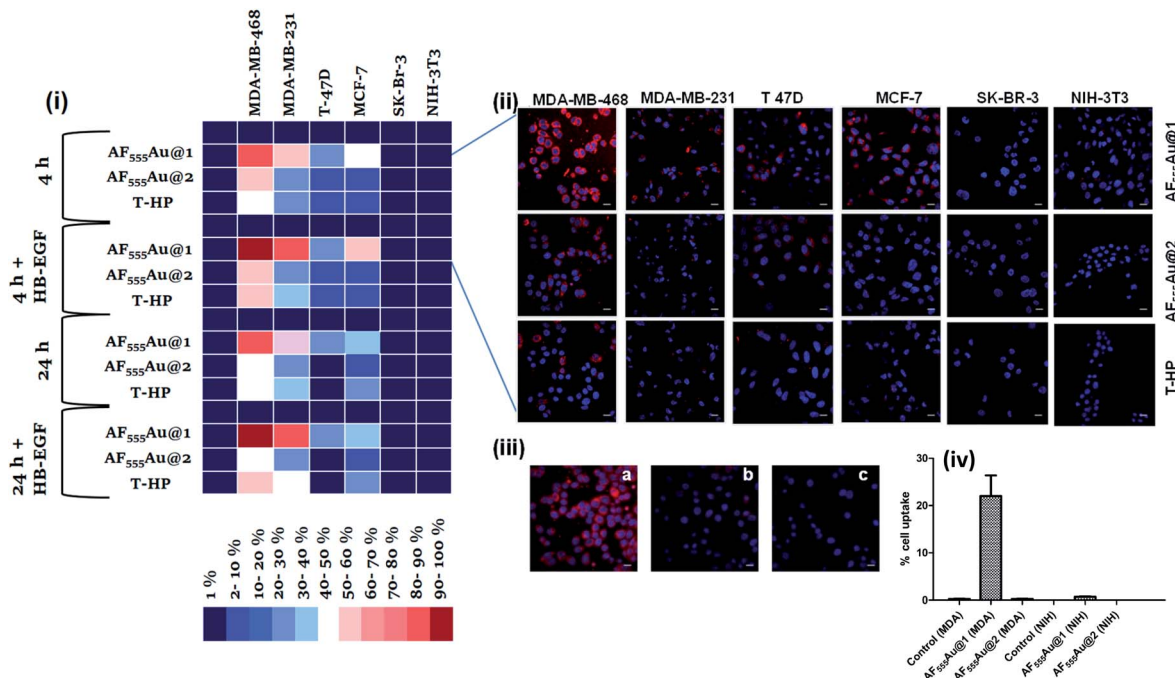 (i)
MDA-MB-468
MDA-MB-231
T-47D
MCF-7
SK-Br-3
NIH-3T3
4 h
AF555Au@1
AF555Au@2
T-HP
4 h +
HB-EGF
AF555Au@1
AF555Au@2
T-HP
24 h
AF555Au@1
AF555Au@2
T-HP
24 h +
HB-EGF
AF555Au@1
AF555Au@2
T-HP
1 %
2- 10 %
10- 20 %
20- 30 %
30- 40 %
40- 50 %
50- 60 %
60- 70 %
70- 80 %
80- 90 %
90- 100 %
(ii)
MDA-MB-468
MDA-MB-231
T 47D
MCF-7
SK-BR-3
NIH-3T3
AF555Au@1
AF555Au@2
T-HP
(iii)
a
b
c
(iv)
% cell uptake
30
20
10
0
Control (MDA)
AF555Au@1 (MDA)
AF555Au@2 (MDA)
Control (NIH)
AF555Au@1 (NIH)
AF555Au@2 (NIH)